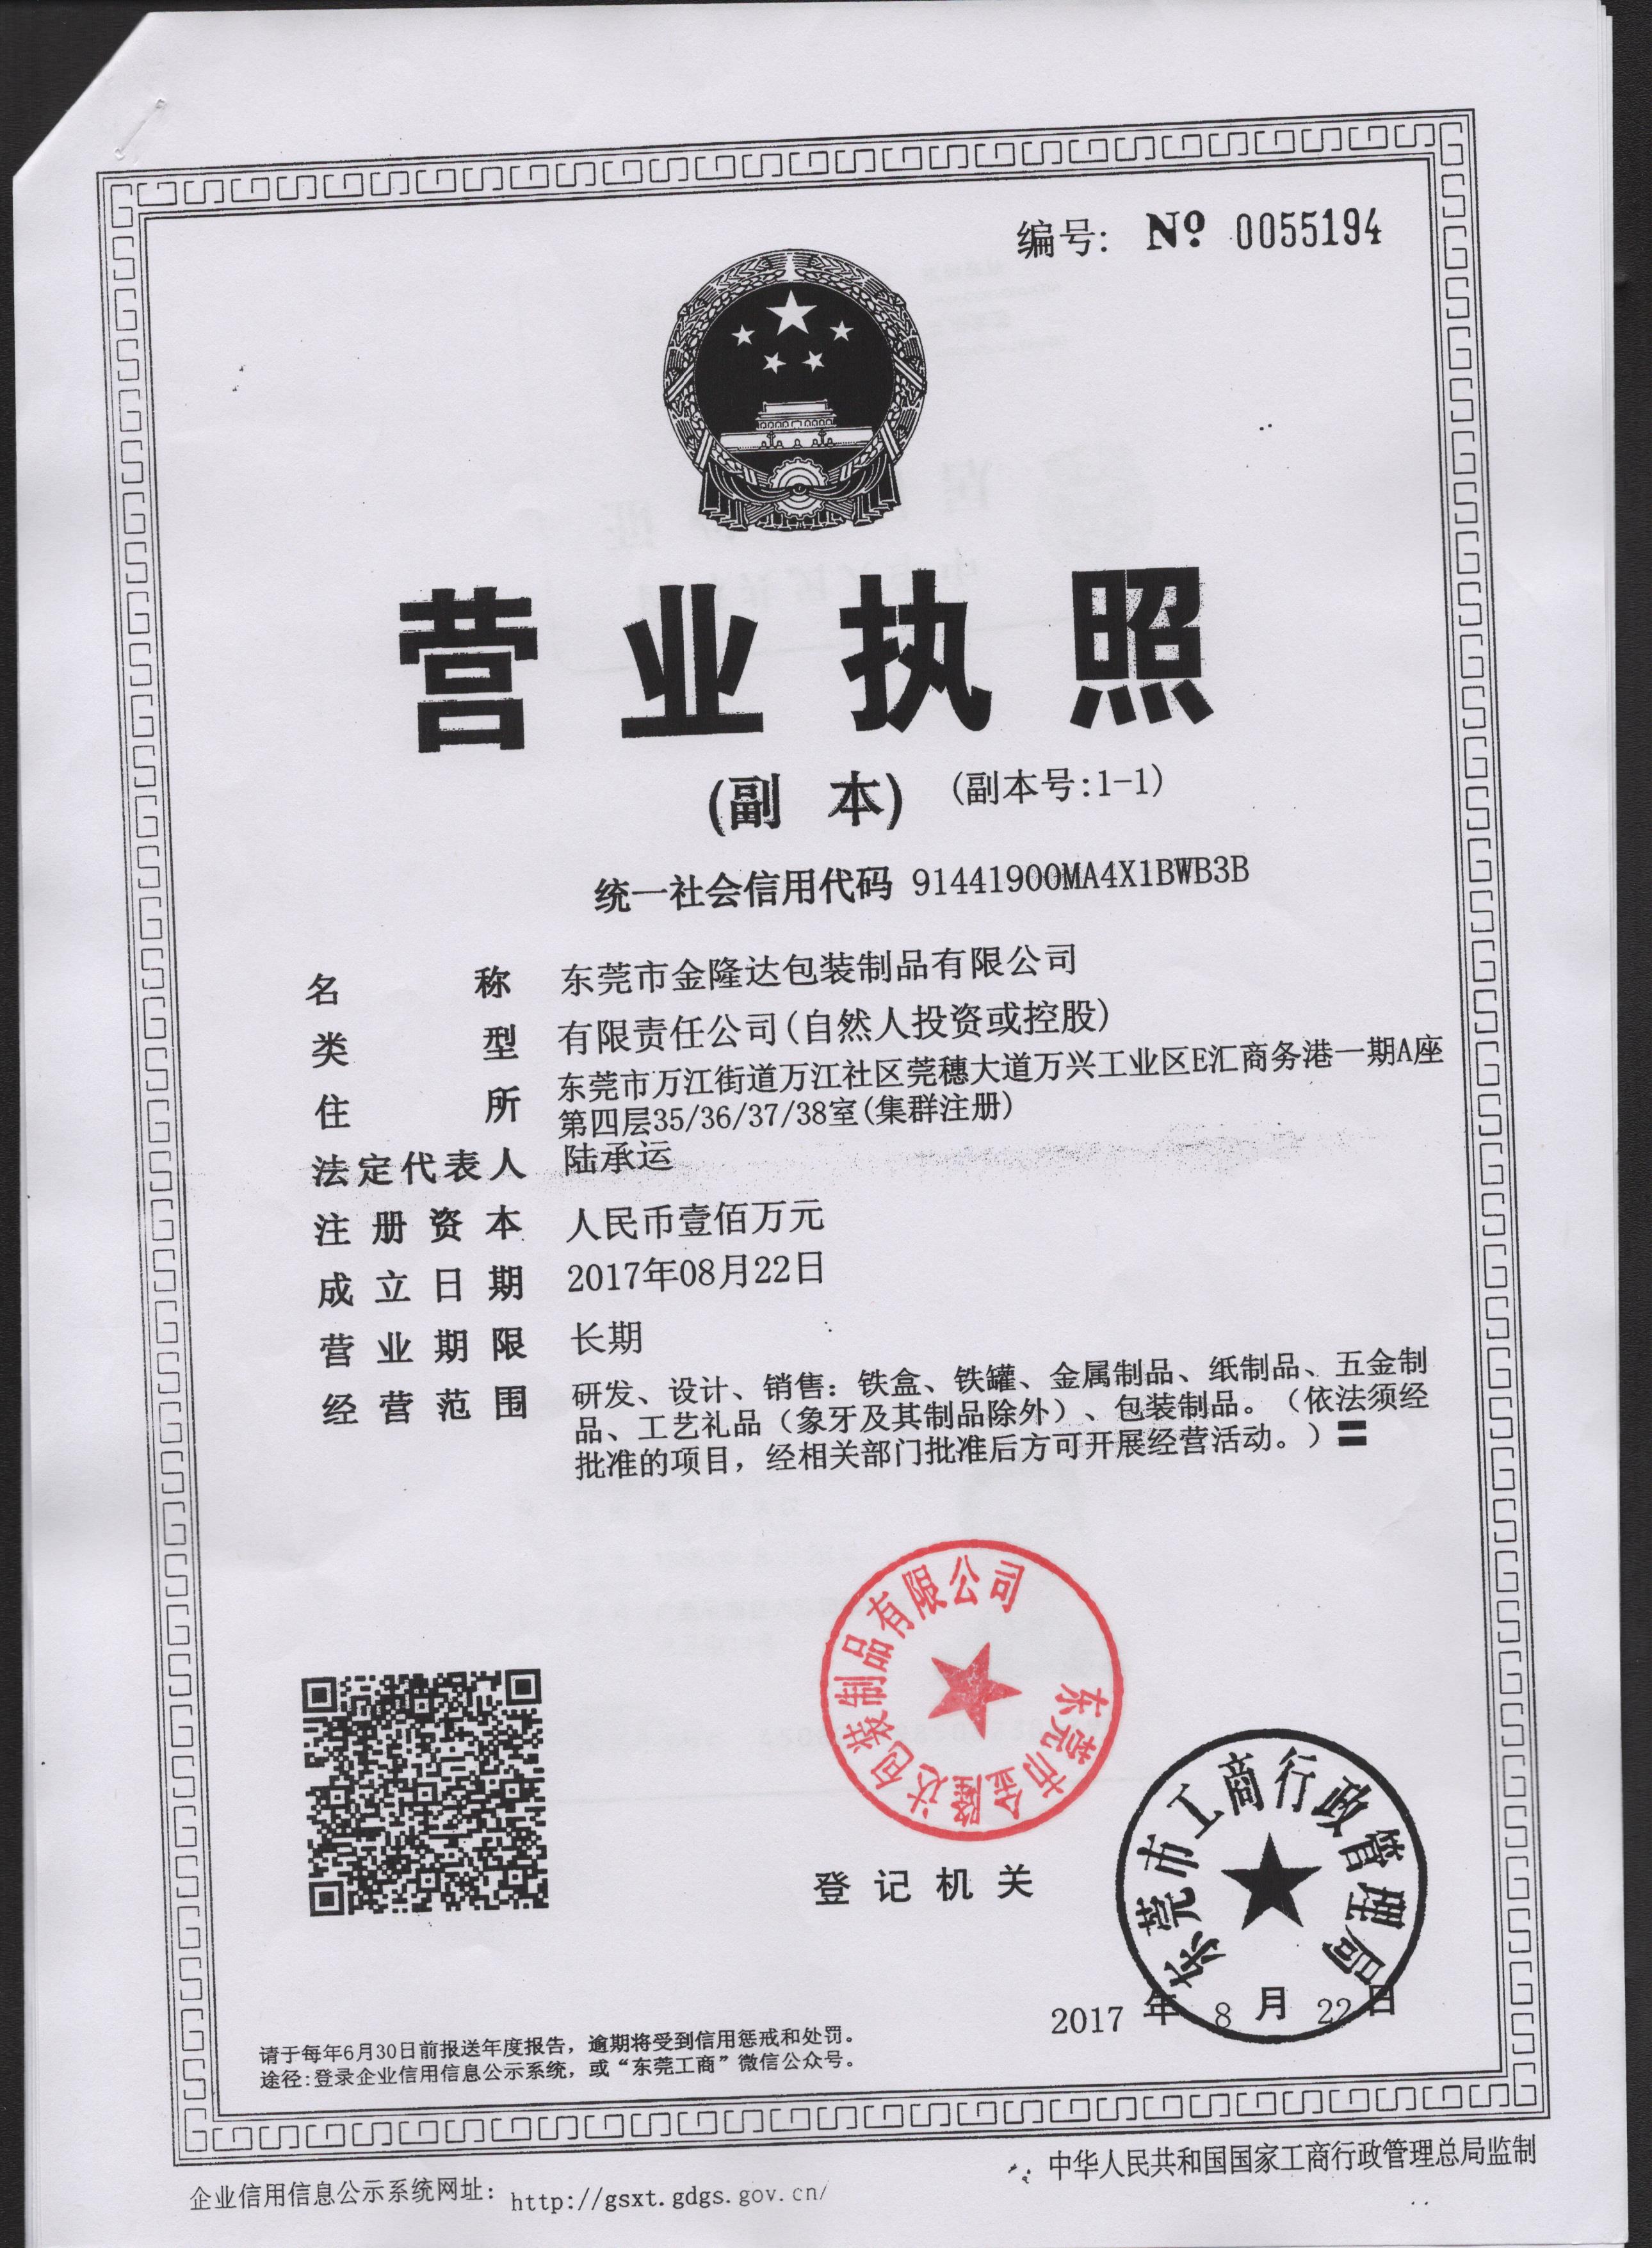 编号: № 0055194
营业执照
(副 本) (副本号:1-1)
统一社会信用代码 91441900MA4X1BWB3B
名称 东莞市金隆达包装制品有限公司
类型 有限责任公司(自然人投资或控股)
住所 东莞市万江街道万江社区莞穗大道万兴工业区E汇商务港一期A座
第四层35/36/37/38室(集群注册)
法定代表人 陆承运
注册资本 人民币壹佰万元
成立日期 2017年08月22日
营业期限 长期
经营范围 研发、设计、销售：铁盒、铁罐、金属制品、纸制品、五金制
品、工艺礼品（象牙及其制品除外）、包装制品。（依法须经
批准的项目，经相关部门批准后方可开展经营活动。）〓
东莞市金隆达包装制品有限公司
登记机关
东莞市工商行政管理局
2017 年 8 月 22 日
请于每年6月30日前报送年度报告，逾期将受到信用惩戒和处罚。
途径:登录企业信用信息公示系统，或“东莞工商”微信公众号。
企业信用信息公示系统网址: http://gsxt.gdgs.gov.cn/
中华人民共和国国家工商行政管理总局监制